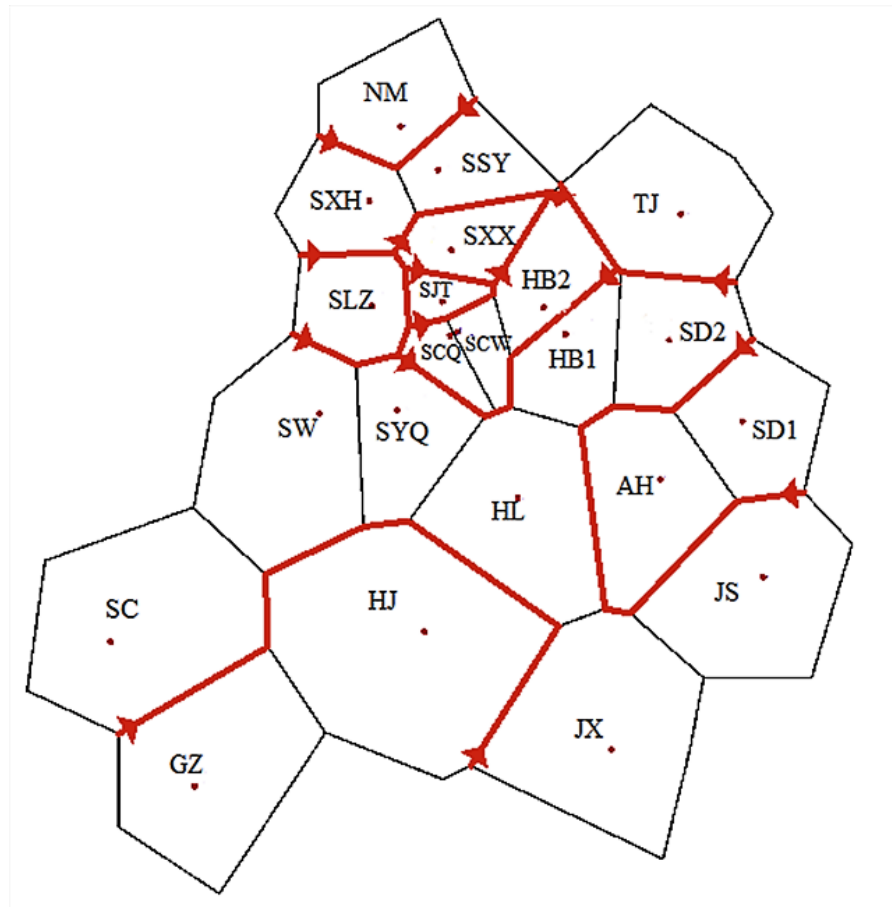 NM
SSY
SXH
TJ
SXX
HB2
SJT
SLZ
SD2
SCW
SCQ
HB1
SW
SYQ
SD1
AH
HL
JS
HJ
SC
JX
GZ